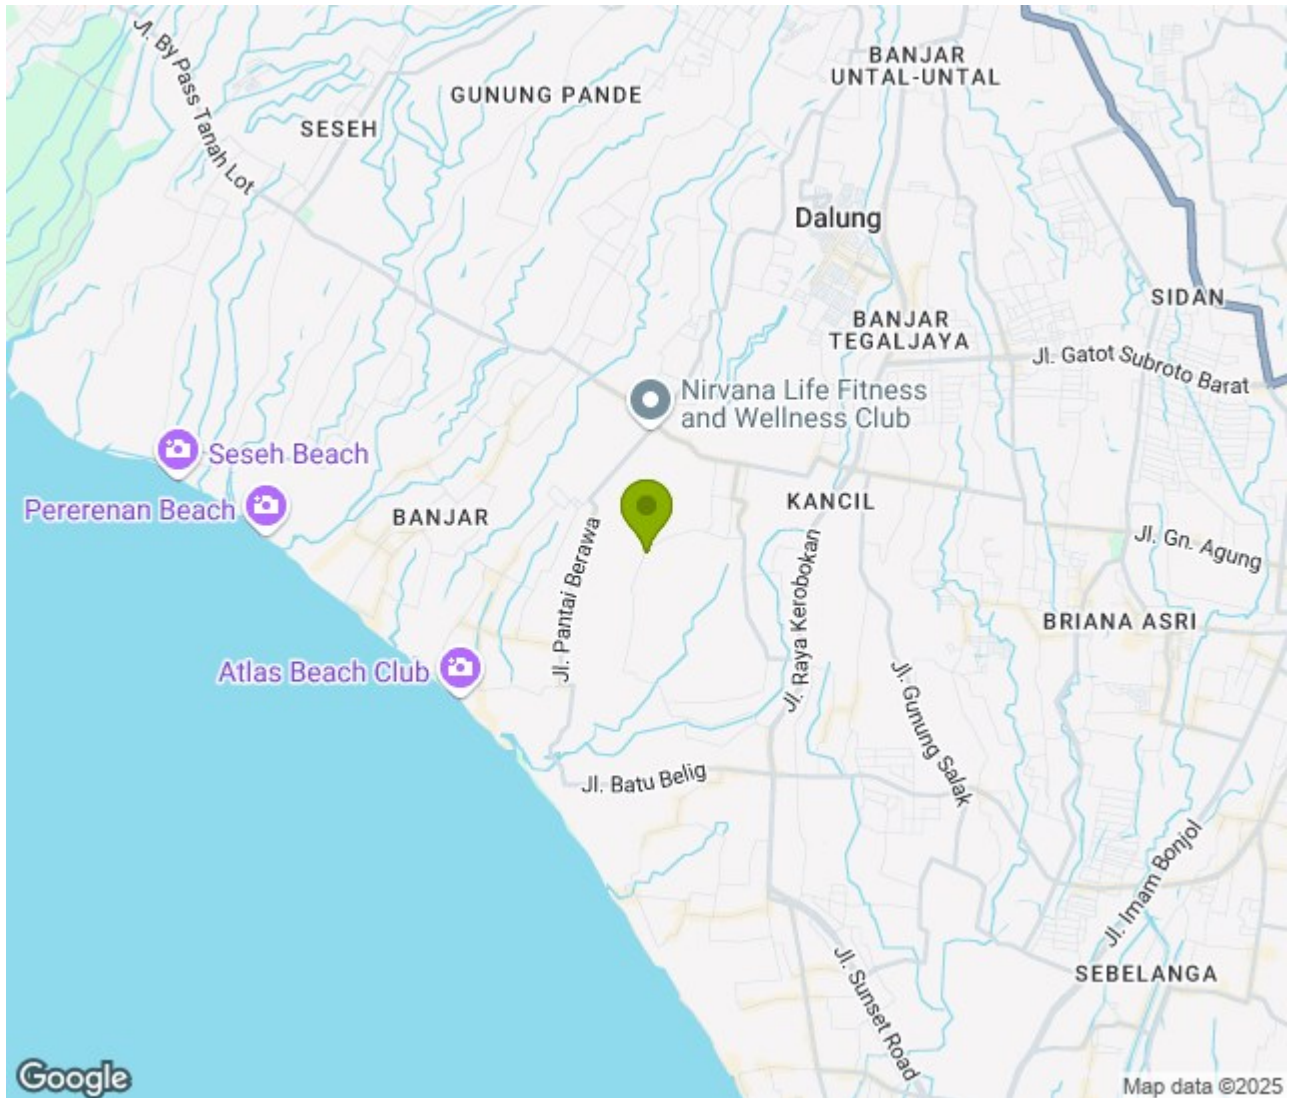 Jl. By Pass Tanah Lot
BANJAR
UNTAL-UNTAL
GUNUNG PANDE
SESEH
Dalung
SIDAN
BANJAR
TEGALJAYA
Jl. Gatot Subroto Barat
Nirvana Life Fitness
and Wellness Club
Seseh Beach
Pererenan Beach
BANJAR
KANCIL
Jl. Pantai Berawa
Jl. Raya Kerobokan
Jl. Gn. Agung
BRIANA ASRI
Atlas Beach Club
Jl. Gunung Salak
Jl. Batu Belig
Jl. Imam Bonjol
SEBELANGA
Jl. Sunset Road
Google
Map data ©2025